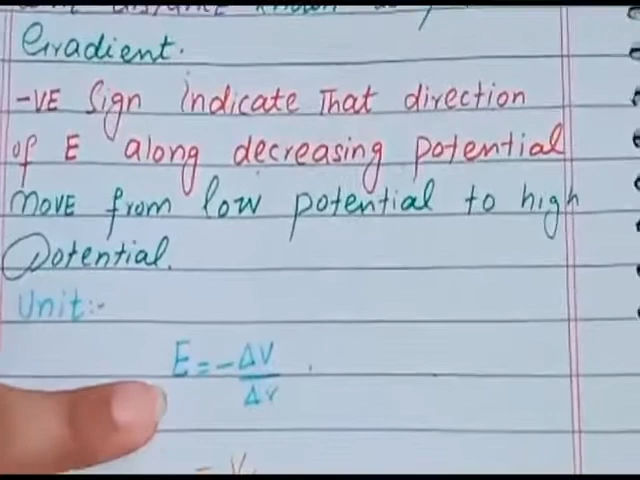 Gradient.
-VE Sign indicate That direction
of E along decreasing potential
MOVE from low potential to high
Potential.
Unit:-
E = - ΔV / Δr .
= V